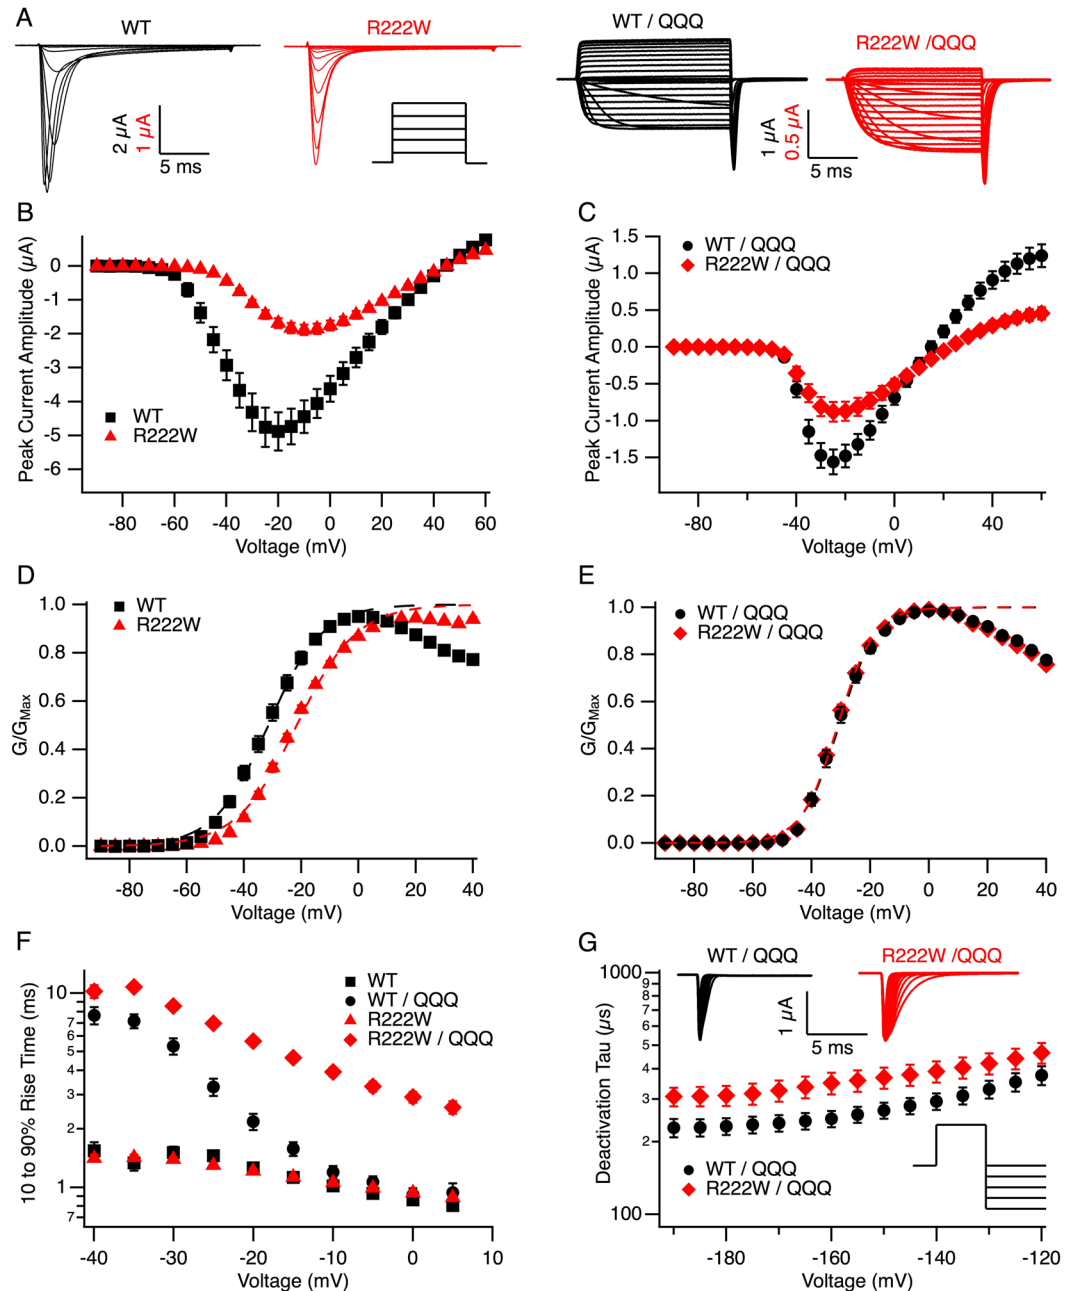 A
WT
R222W
WT / QQQ
R222W /QQQ
2 µA
1 µA
5 ms
1 µA
0.5 µA
5 ms
B
Peak Current Amplitude (µA)
0
-1
-2
-3
-4
-5
-6
WT
R222W
-80 -60 -40 -20 0 20 40 60
Voltage (mV)
C
Peak Current Amplitude (µA)
1.5
1.0
0.5
0.0
-0.5
-1.0
-1.5
WT / QQQ
R222W / QQQ
-80 -40 0 40
Voltage (mV)
D
G/GMax
1.0
0.8
0.6
0.4
0.2
0.0
WT
R222W
-80 -60 -40 -20 0 20 40
Voltage (mV)
E
G/GMax
1.0
0.8
0.6
0.4
0.2
0.0
WT / QQQ
R222W / QQQ
-80 -60 -40 -20 0 20 40
Voltage (mV)
F
10 to 90% Rise Time (ms)
10
7
5
4
3
2
1
7
WT
WT / QQQ
R222W
R222W / QQQ
-40 -30 -20 -10 0 10
Voltage (mV)
G
Deactivation Tau (µs)
1000
9
7
6
5
4
3
2
100
WT / QQQ
R222W /QQQ
1 µA
5 ms
WT / QQQ
R222W / QQQ
-180 -160 -140 -120
Voltage (mV)